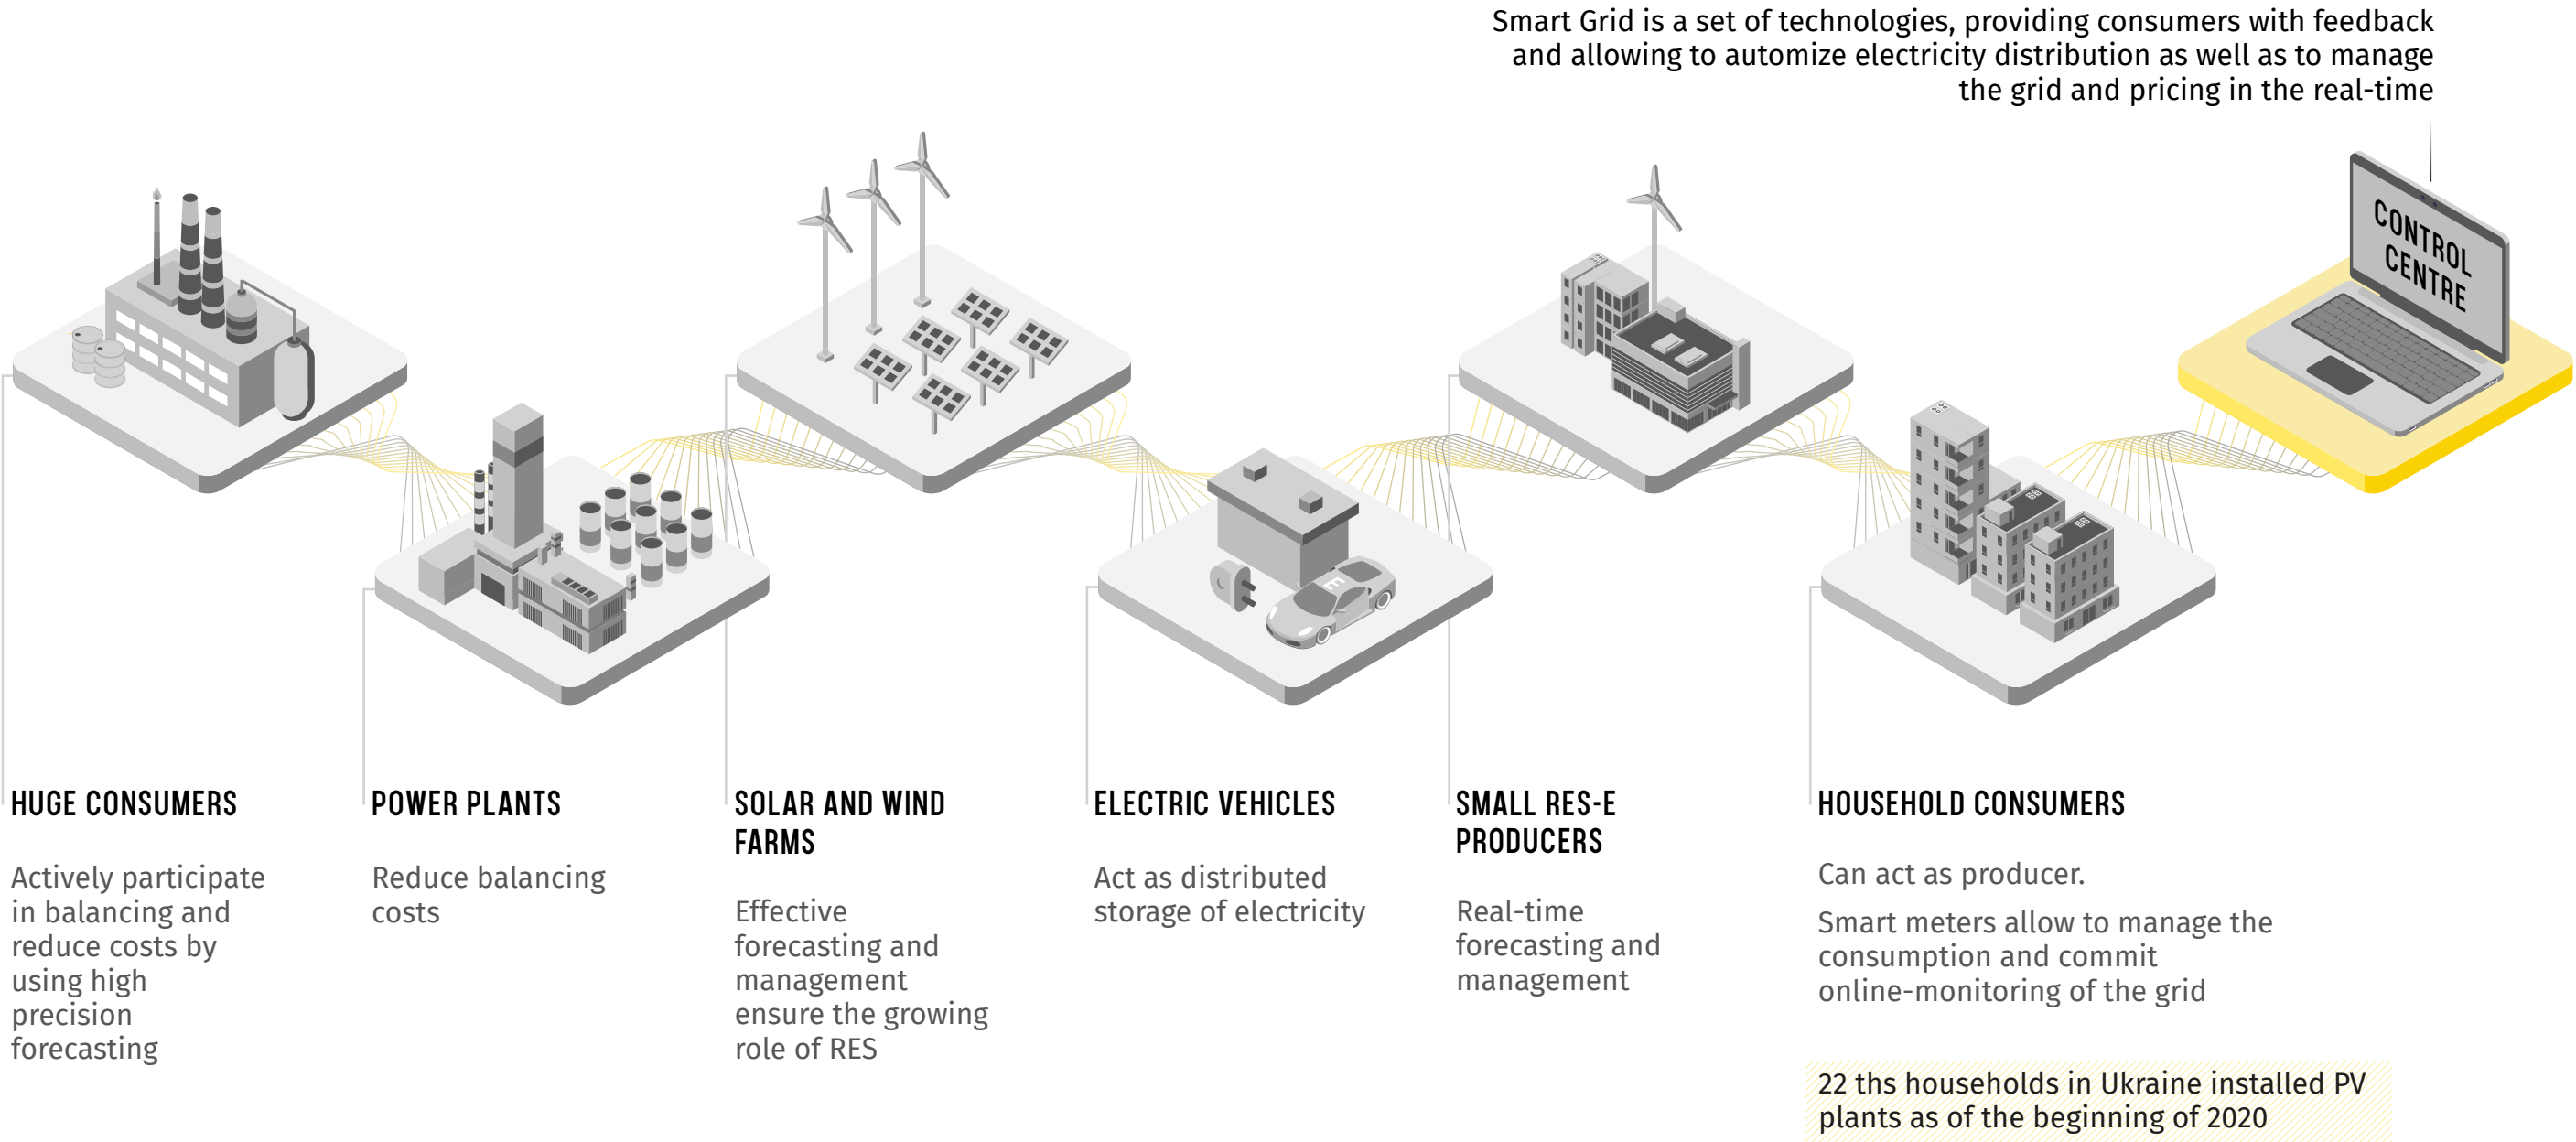 Smart Grid is a set of technologies, providing consumers with feedback
and allowing to automize electricity distribution as well as to manage
the grid and pricing in the real-time
CONTROL
CENTRE
E
HUGE CONSUMERS
Actively participate
in balancing and
reduce costs by
using high
precision
forecasting
POWER PLANTS
Reduce balancing
costs
SOLAR AND WIND
FARMS
Effective
forecasting and
management
ensure the growing
role of RES
ELECTRIC VEHICLES
Act as distributed
storage of electricity
SMALL RES-E
PRODUCERS
Real-time
forecasting and
management
HOUSEHOLD CONSUMERS
Can act as producer.
Smart meters allow to manage the
consumption and commit
online-monitoring of the grid
22 ths households in Ukraine installed PV
plants as of the beginning of 2020